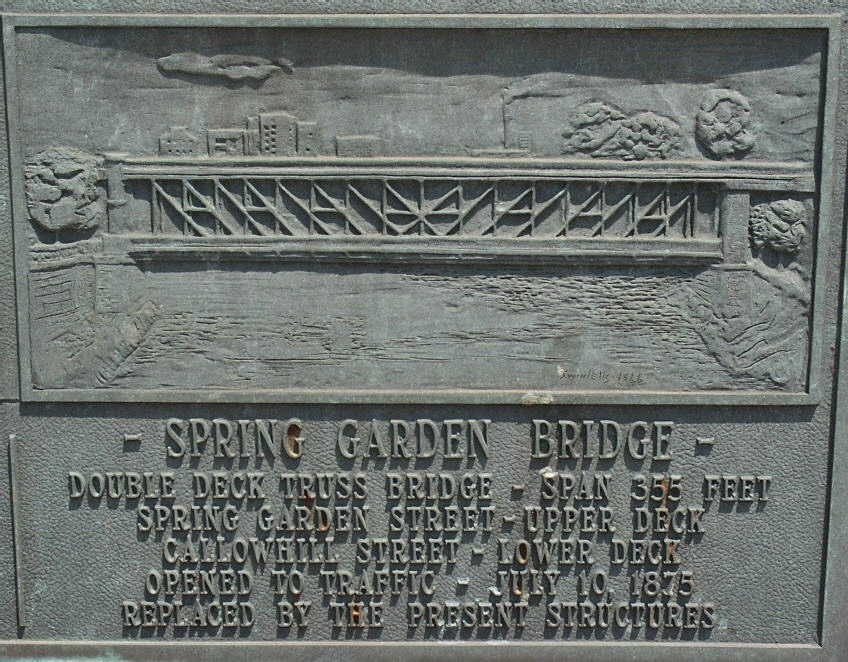 - SPRING GARDEN BRIDGE -
DOUBLE DECK TRUSS BRIDGE - SPAN 355 FEET
SPRING GARDEN STREET - UPPER DECK
CALLOWHILL STREET - LOWER DECK
OPENED TO TRAFFIC - JULY 10, 1875
REPLACED BY THE PRESENT STRUCTURES